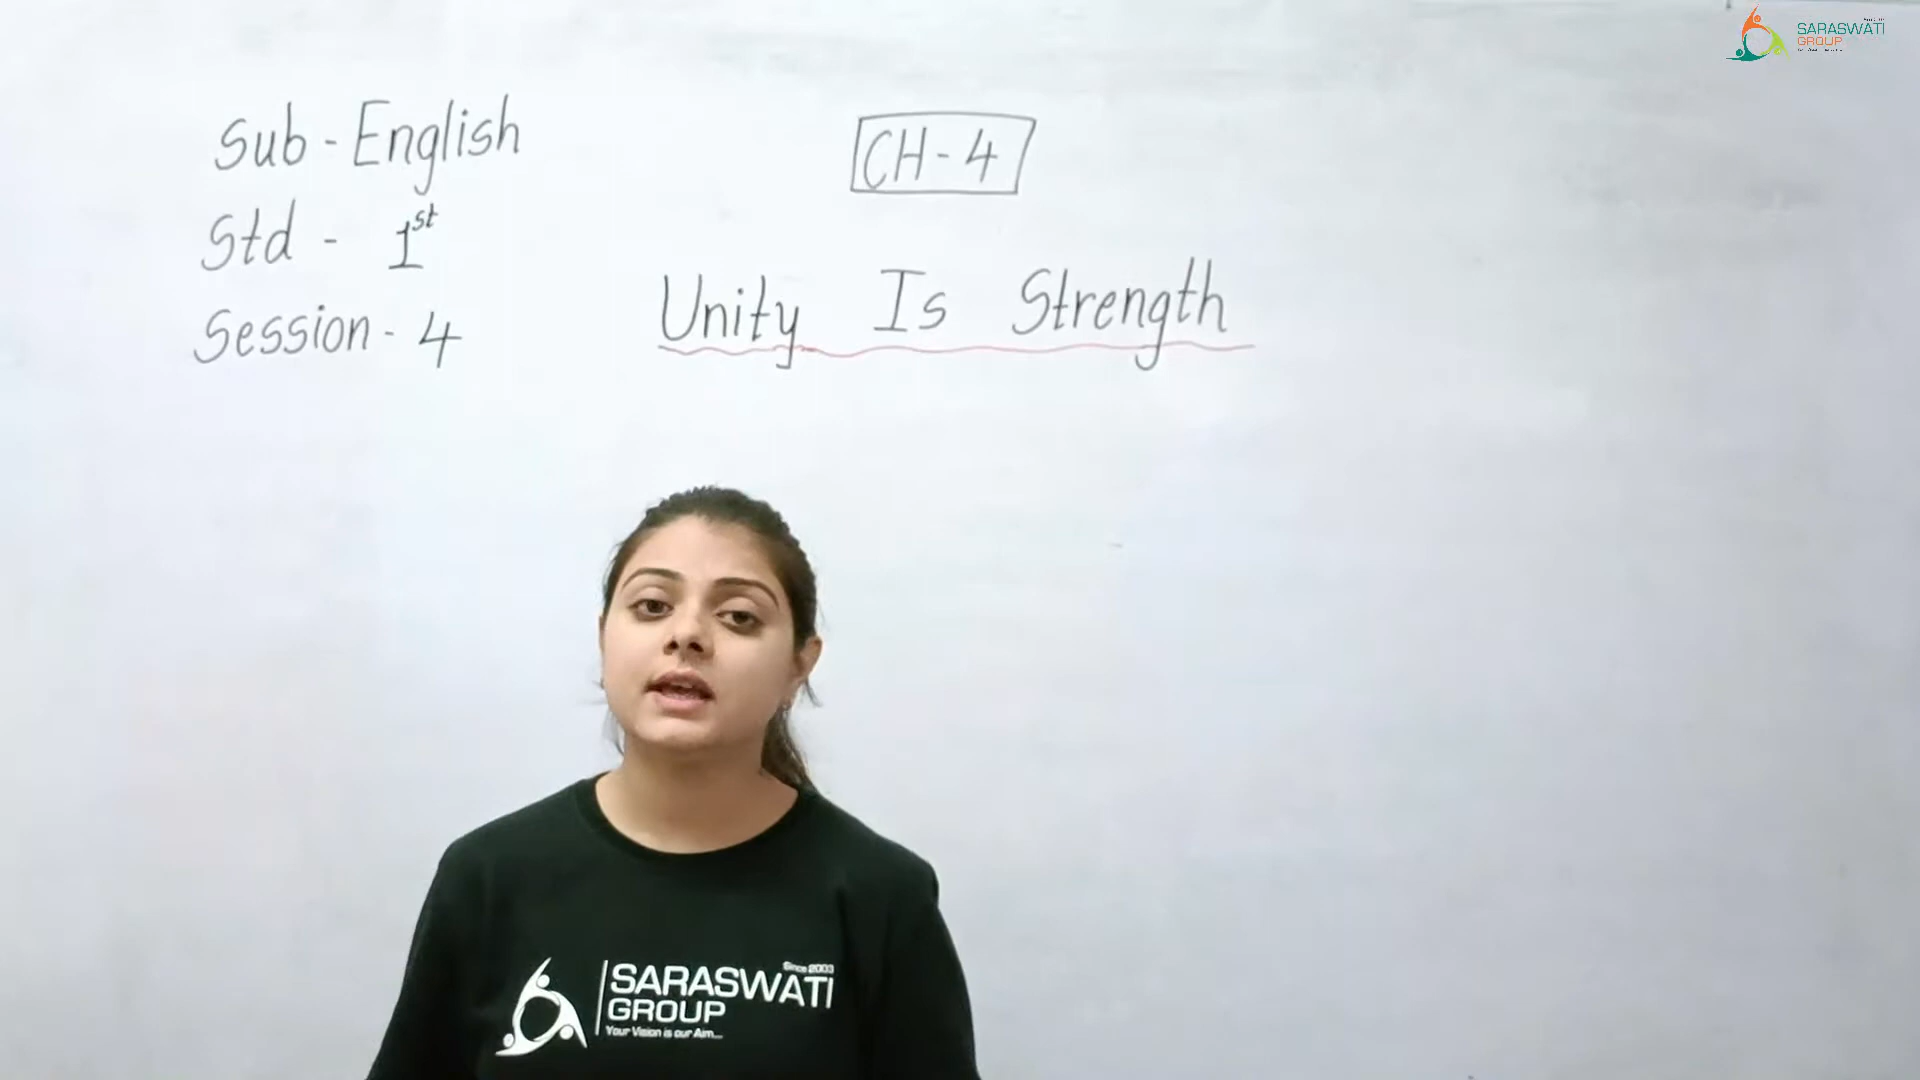 SARASWATI
GROUP
Sub - English
Std - 1st
Session - 4
CH - 4
Unity Is Strength
Since 2003
SARASWATI
GROUP
Your Vision is our Aim...